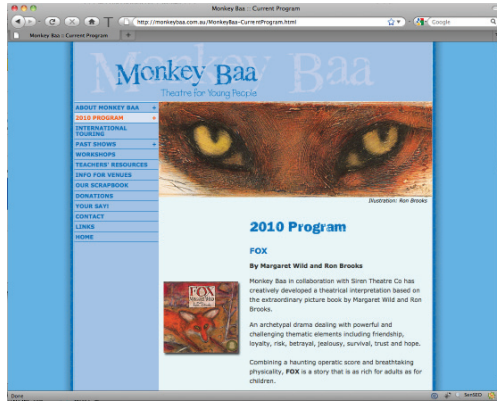 Monkey Baa :: Current Program
http://monkeybaa.com.au/MonkeyBaa-CurrentProgram.html
Google
Monkey Baa :: Current Program
+
Monkey Baa
Monkey Baa
Theatre for Young People
ABOUT MONKEY BAA +
2010 PROGRAM +
INTERNATIONAL
TOURING
PAST SHOWS +
WORKSHOPS
TEACHERS' RESOURCES
INFO FOR VENUES
OUR SCRAPBOOK
DONATIONS
YOUR SAY!
CONTACT
LINKS
HOME
Illustration: Ron Brooks
2010 Program
FOX
By Margaret Wild and Ron Brooks
Monkey Baa in collaboration with Siren Theatre Co has
creatively developed a theatrical interpretation based on
the extraordinary picture book by Margaret Wild and Ron
Brooks.
FOX
An archetypal drama dealing with powerful and
challenging thematic elements including friendship,
loyalty, risk, betrayal, jealousy, survival, trust and hope.
Combining a haunting operatic score and breathtaking
physicality, FOX is a story that is as rich for adults as for
children.
Done